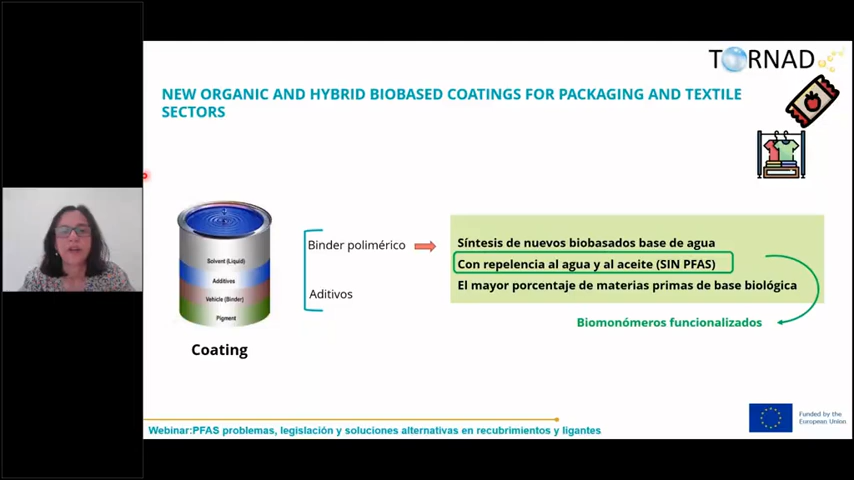 TORNAD
NEW ORGANIC AND HYBRID BIOBASED COATINGS FOR PACKAGING AND TEXTILE
SECTORS
Solvent (Liquid)
Additives
Vehicle (Binder)
Pigment
Coating
Binder polimérico
Aditivos
Síntesis de nuevos biobasados base de agua
Con repelencia al agua y al aceite (SIN PFAS)
El mayor porcentaje de materias primas de base biológica
Biomonómeros funcionalizados
Webinar:PFAS problemas, legislación y soluciones alternativas en recubrimientos y ligantes
Funded by the
European Union